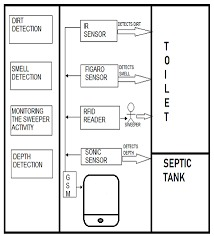 DIRT
DETECTION
SMELL
DETECTION
MONITORING
THE SWEEPER
ACTIVITY
DEPTH
DETECTION
IR
SENSOR
DETECTS DIRT
FIGARO
SENSOR
DETECTS
SMELL
RFID
READER
SWEEPER
SONIC
SENSOR
DETECTS
DEPTH
G
S
M
T
O
I
L
E
T
SEPTIC
TANK